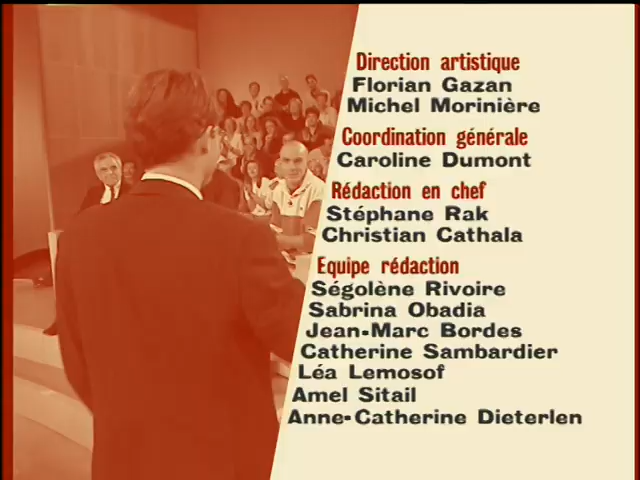 Direction artistique
Florian Gazan
Michel Morinière
Coordination générale
Caroline Dumont
Rédaction en chef
Stéphane Rak
Christian Cathala
Equipe rédaction
Ségolène Rivoire
Sabrina Obadia
Jean-Marc Bordes
Catherine Sambardier
Léa Lemosof
Amel Sitail
Anne-Catherine Dieterlen